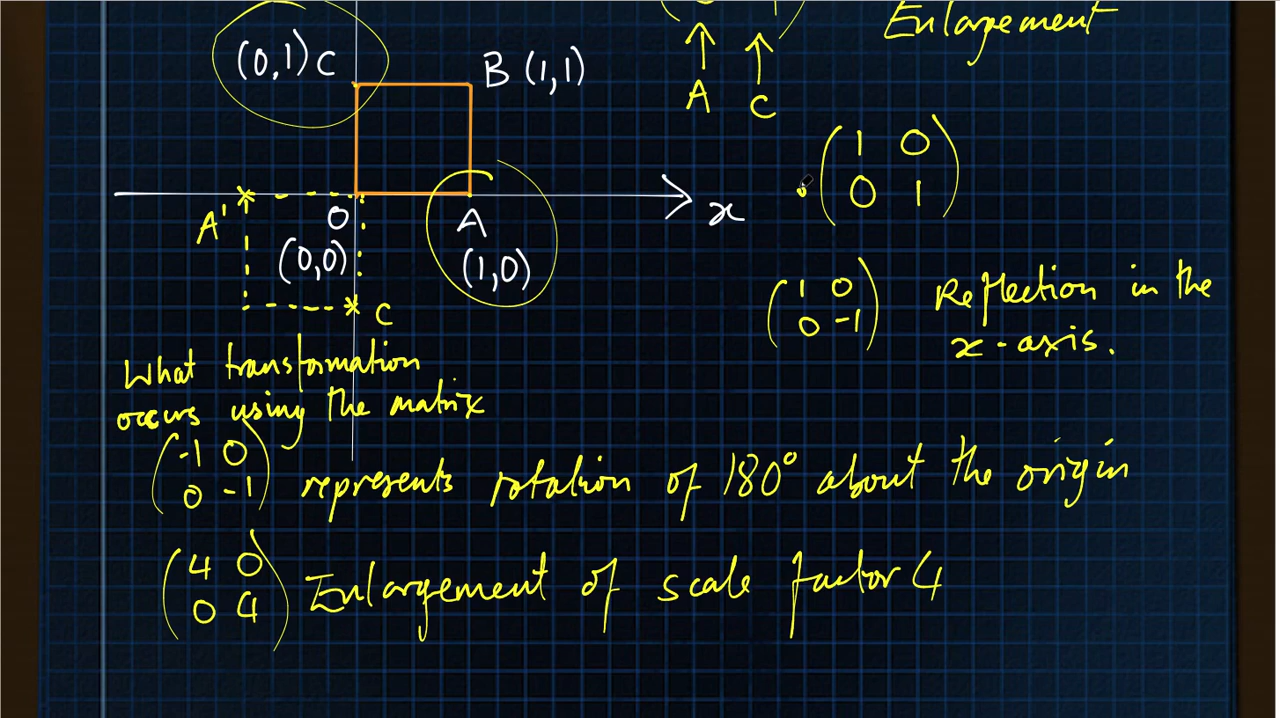 Enlargement
(0,1) C
B (1,1)
A C
( 1 0
0 1 )
x
A'
O
(0,0)
A
(1,0)
C
( 1 0
0 -1 ) Reflection in the
x-axis.
What transformation
occurs using the matrix
( -1 0
0 -1 ) represents rotation of 180° about the origin
( 4 0
0 4 ) Enlargement of scale factor 4